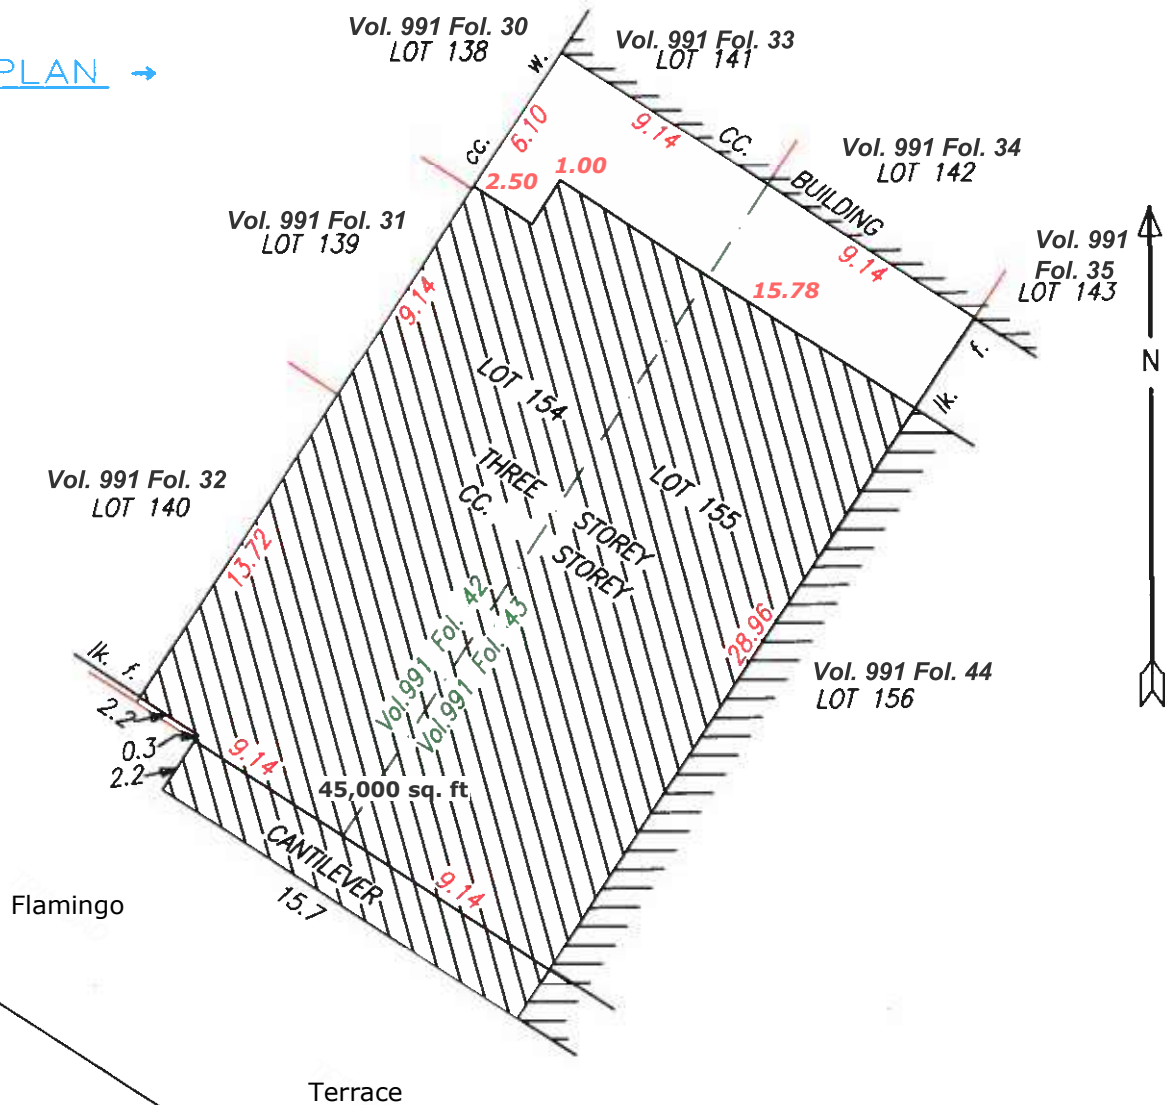 Vol. 991 Fol. 30
LOT 138
Vol. 991 Fol. 33
LOT 141
PLAN →
w.
6.10
9.14
CC.
cc.
Vol. 991 Fol. 34
LOT 142
2.50
1.00
BUILDING
Vol. 991 Fol. 31
LOT 139
9.14
Vol. 991
Fol. 35
LOT 143
9.14
15.78
f.
N
lk.
LOT 154
Vol. 991 Fol. 32
LOT 140
THREE STOREY
CC. STOREY
LOT 155
13.72
Vol.991 Fol. 42
Vol.991 Fol. 43
28.96
Vol. 991 Fol. 44
LOT 156
lk. f.
2.2
0.3
2.2
9.14
45,000 sq. ft
CANTILEVER
9.14
15.7
Flamingo
Terrace